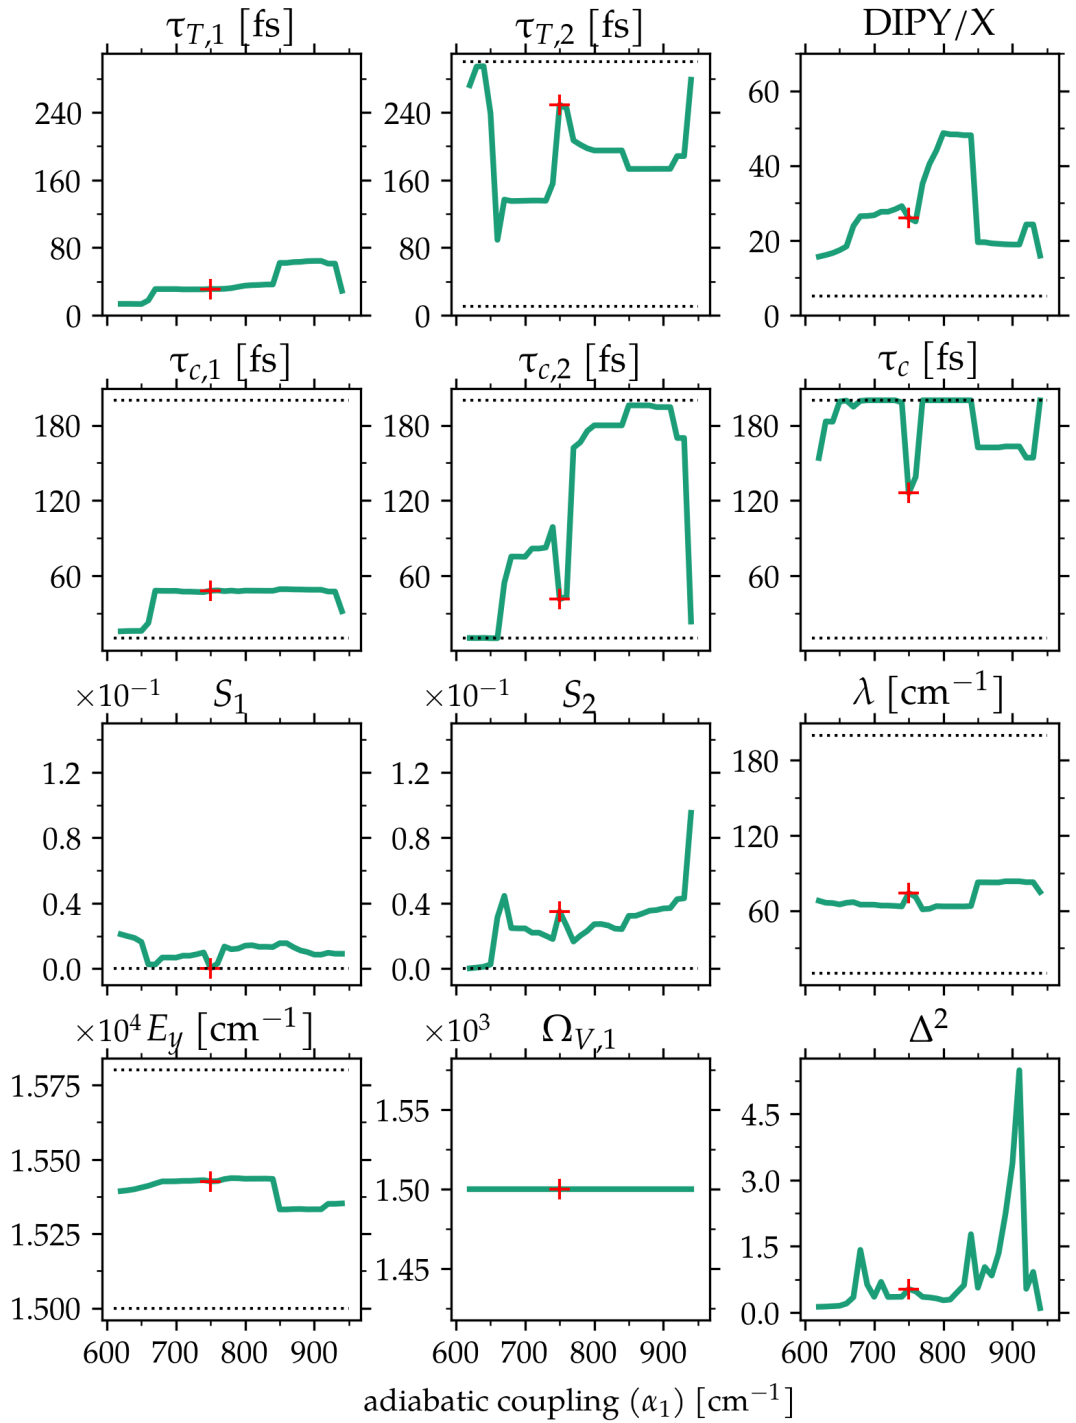 τT,1 [fs] τT,2 [fs] DIPY/X
240 240 60
160 160 40
80 80 20
0 0 0
τc,1 [fs] τc,2 [fs] τc [fs]
180 180 180
120 120 120
60 60 60
×10−1 S1 ×10−1 S2 λ [cm−1]
1.2 1.2 180
0.8 0.8 120
0.4 0.4 60
0.0 0.0
×104 Ey [cm−1] ×103 ΩV,1 Δ2
1.575 1.55 4.5
1.550 1.50 3.0
1.525 1.45 1.5
1.500 0.0
600 700 800 900 600 700 800 900 600 700 800 900
adiabatic coupling (α1) [cm−1]